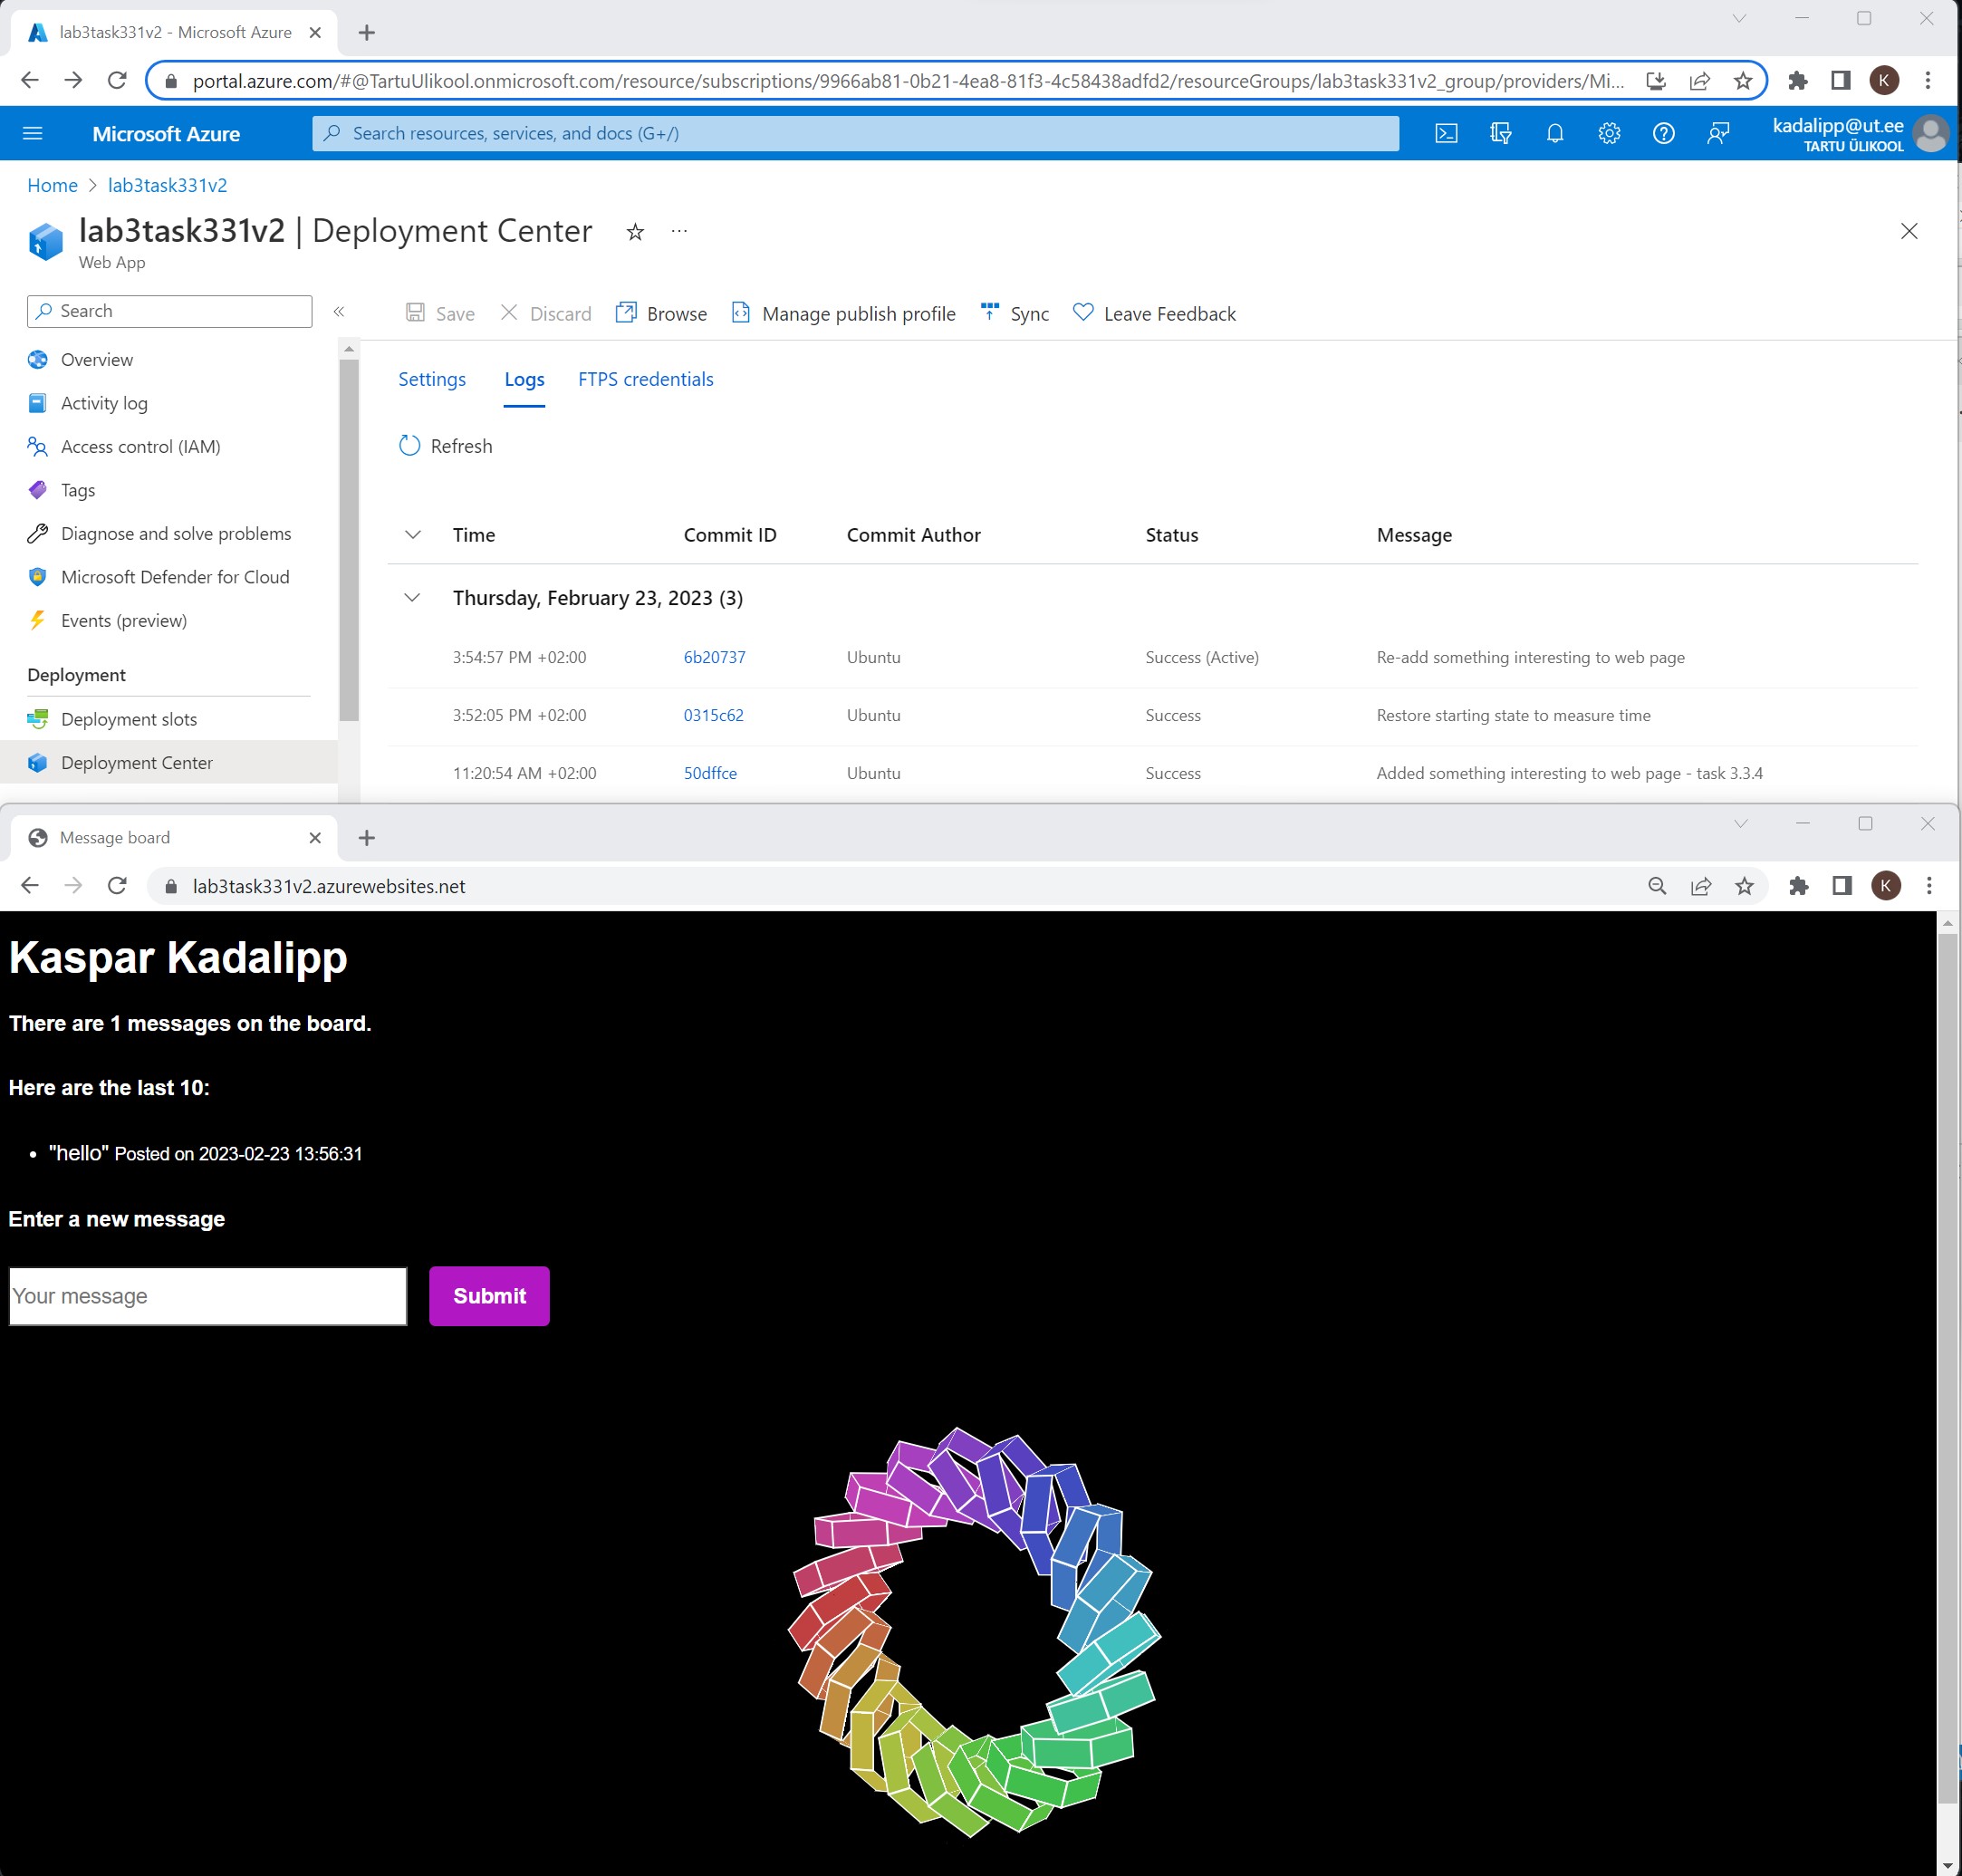 lab3task331v2 - Microsoft Azure
portal.azure.com/#@TartuUlikool.onmicrosoft.com/resource/subscriptions/9966ab81-0b21-4ea8-81f3-4c58438adfd2/resourceGroups/lab3task331v2_group/providers/Mi...
K
Microsoft Azure
Search resources, services, and docs (G+/)
kadalipp@ut.ee
TARTU ÜLIKOOL
Home > lab3task331v2
lab3task331v2 | Deployment Center
Web App
Search
Save Discard Browse Manage publish profile Sync Leave Feedback
Overview
Activity log
Access control (IAM)
Tags
Diagnose and solve problems
Microsoft Defender for Cloud
Events (preview)
Deployment
Deployment slots
Deployment Center
Settings Logs FTPS credentials
Refresh
Time Commit ID Commit Author Status Message
Thursday, February 23, 2023 (3)
3:54:57 PM +02:00 6b20737 Ubuntu Success (Active) Re-add something interesting to web page
3:52:05 PM +02:00 0315c62 Ubuntu Success Restore starting state to measure time
11:20:54 AM +02:00 50dffce Ubuntu Success Added something interesting to web page - task 3.3.4
Message board
lab3task331v2.azurewebsites.net
K
Kaspar Kadalipp
There are 1 messages on the board.
Here are the last 10:
• "hello" Posted on 2023-02-23 13:56:31
Enter a new message
Your message Submit